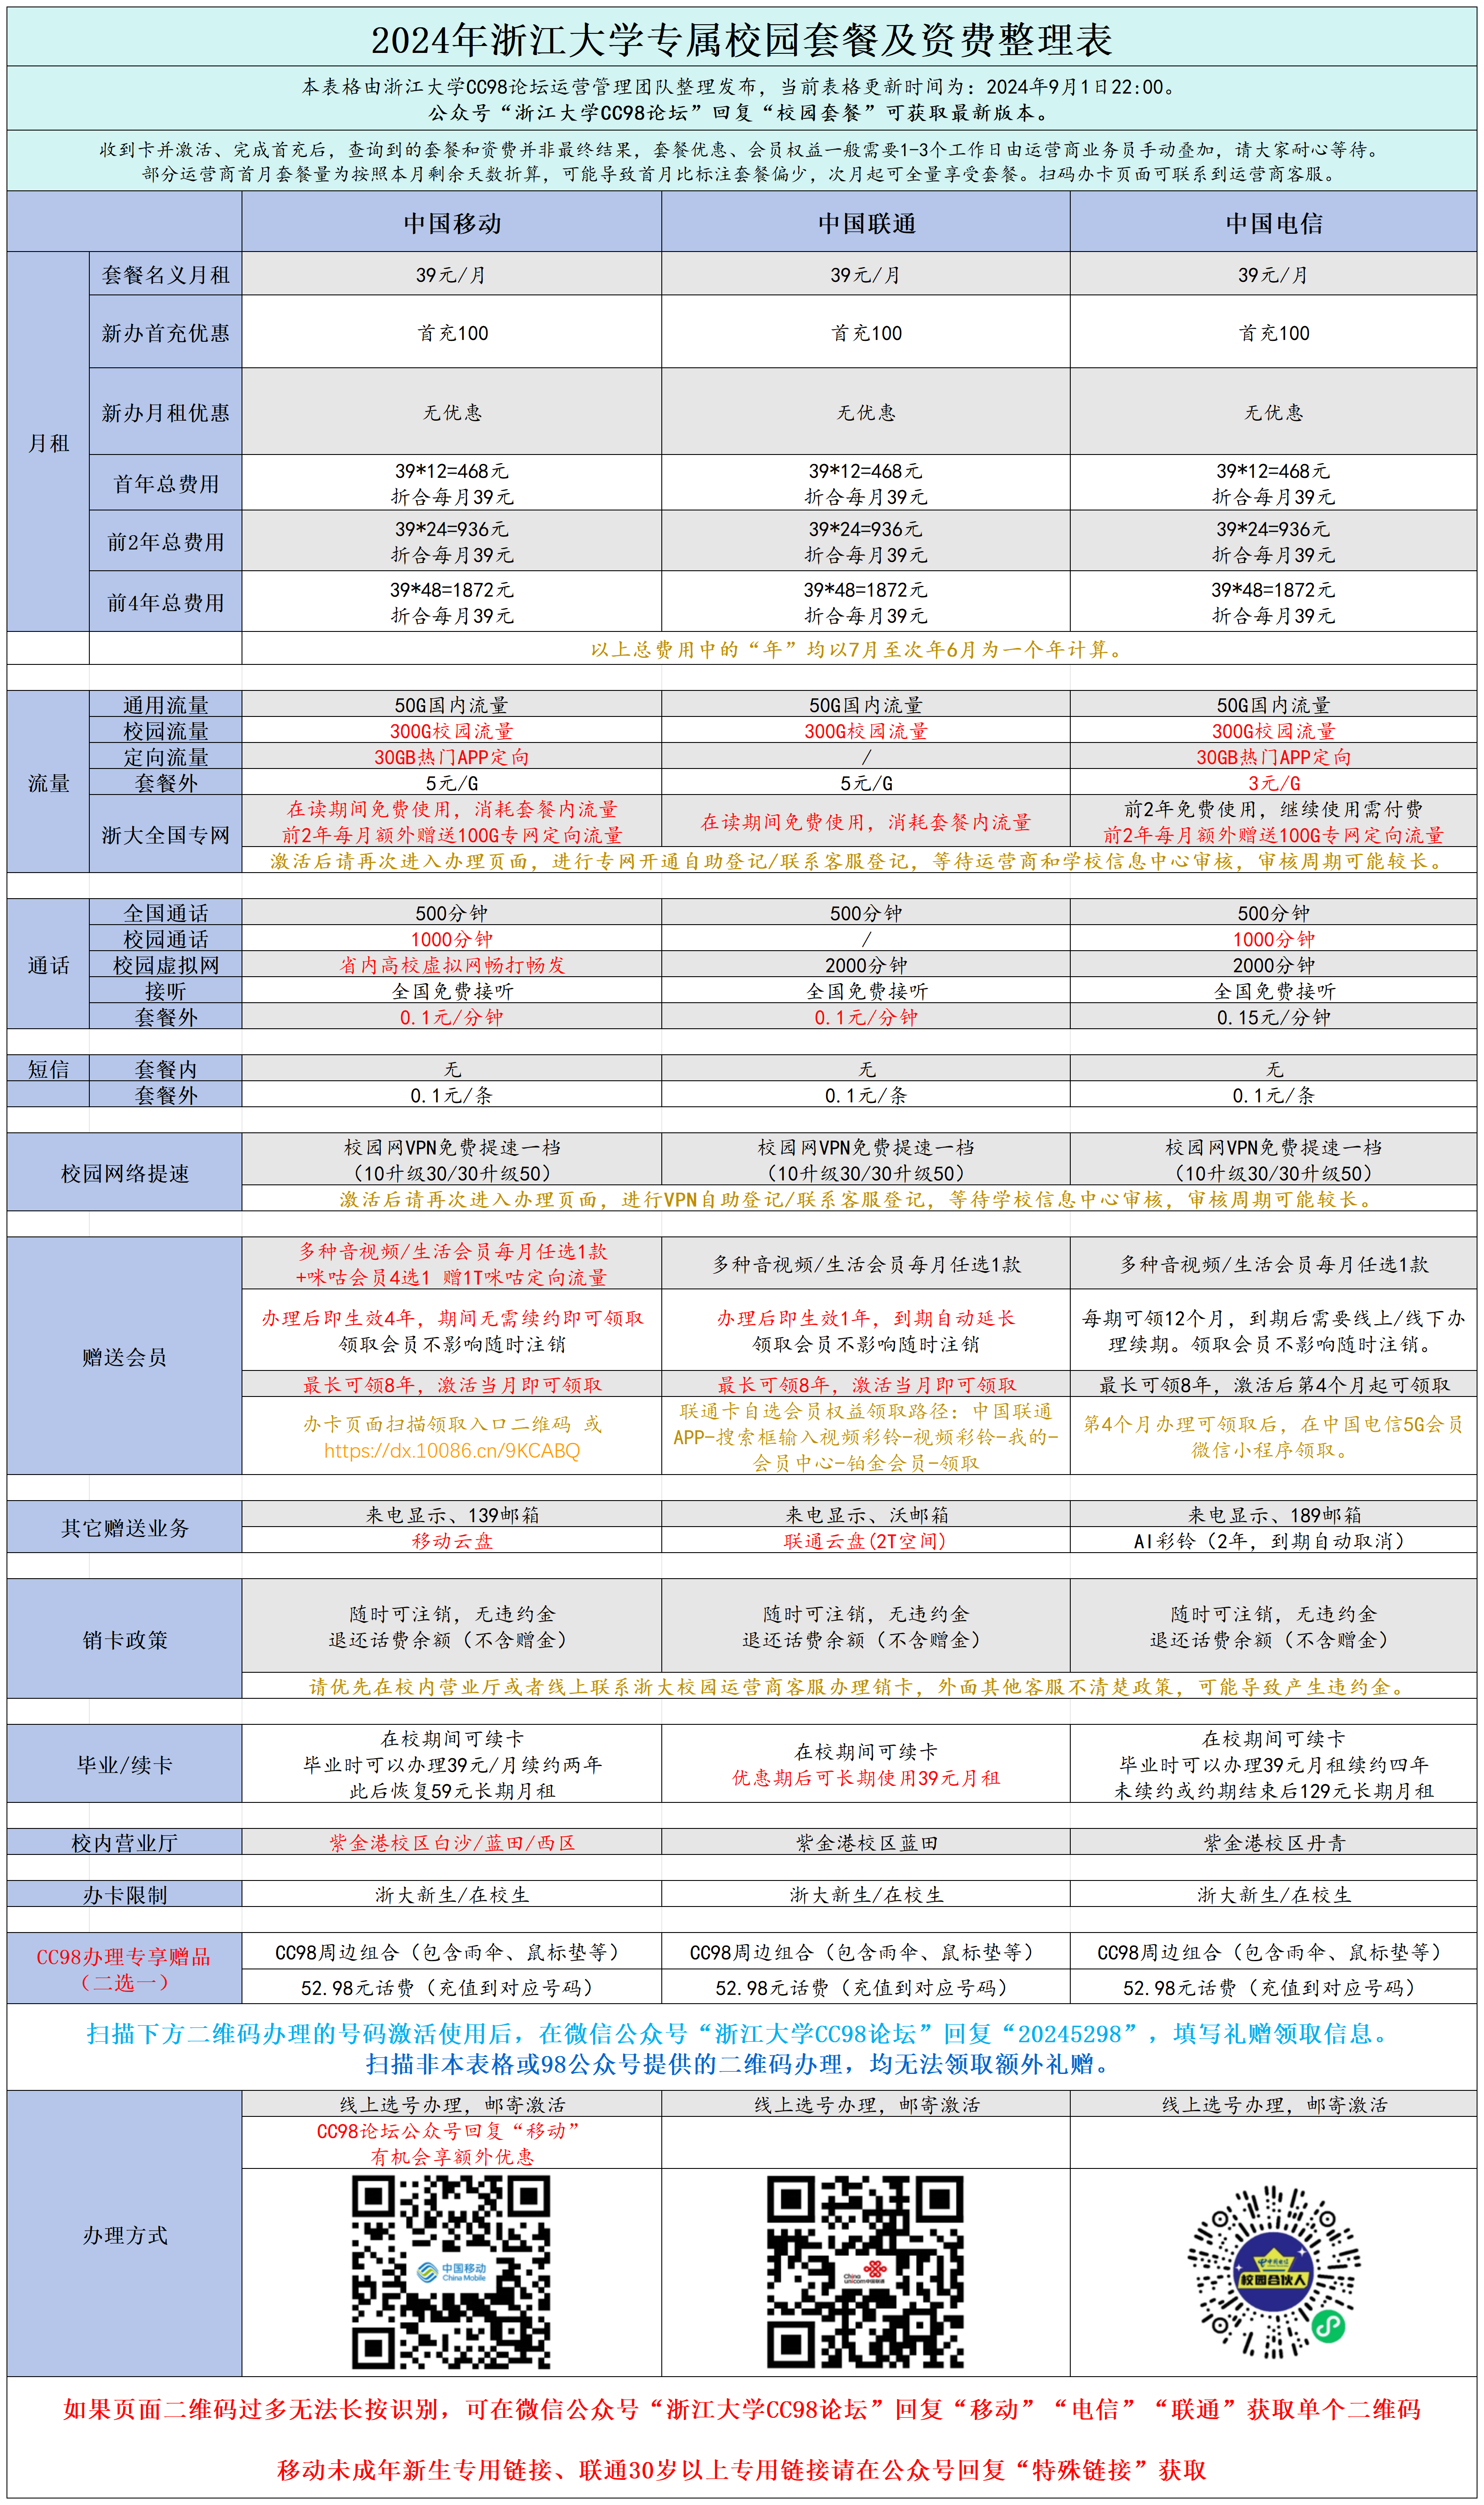 2024年浙江大学专属校园套餐及资费整理表
本表格由浙江大学CC98论坛运营管理团队整理发布，当前表格更新时间为：2024年9月1日22:00。
公众号“浙江大学CC98论坛”回复“校园套餐”可获取最新版本。
收到卡并激活、完成首充后，查询到的套餐和资费并非最终结果，套餐优惠、会员权益一般需要1-3个工作日由运营商业务员手动叠加，请大家耐心等待。
部分运营商首月套餐量为按照本月剩余天数折算，可能导致首月比标注套餐偏少，次月起可全量享受套餐。扫码办卡页面可联系到运营商客服。
中国移动 中国联通 中国电信
月租
套餐名义月租 39元/月 39元/月 39元/月
新办首充优惠 首充100 首充100 首充100
新办月租优惠 无优惠 无优惠 无优惠
首年总费用
39*12=468元 39*12=468元 39*12=468元
折合每月39元 折合每月39元 折合每月39元
前2年总费用
39*24=936元 39*24=936元 39*24=936元
折合每月39元 折合每月39元 折合每月39元
前4年总费用
39*48=1872元 39*48=1872元 39*48=1872元
折合每月39元 折合每月39元 折合每月39元
以上总费用中的“年”均以7月至次年6月为一个年计算。
流量
通用流量 50G国内流量 50G国内流量 50G国内流量
校园流量 300G校园流量 300G校园流量 300G校园流量
定向流量 30GB热门APP定向 / 30GB热门APP定向
套餐外 5元/G 5元/G 3元/G
浙大全国专网
在读期间免费使用，消耗套餐内流量
前2年每月额外赠送100G专网定向流量
在读期间免费使用，消耗套餐内流量
前2年免费使用，继续使用需付费
前2年每月额外赠送100G专网定向流量
激活后请再次进入办理页面，进行专网开通自助登记/联系客服登记，等待运营商和学校信息中心审核，审核周期可能较长。
通话
全国通话 500分钟 500分钟 500分钟
校园通话 1000分钟 / 1000分钟
校园虚拟网 省内高校虚拟网畅打畅发 2000分钟 2000分钟
接听 全国免费接听 全国免费接听 全国免费接听
套餐外 0.1元/分钟 0.1元/分钟 0.15元/分钟
短信
套餐内 无 无 无
套餐外 0.1元/条 0.1元/条 0.1元/条
校园网络提速
校园网VPN免费提速一档 校园网VPN免费提速一档 校园网VPN免费提速一档
（10升级30/30升级50） （10升级30/30升级50） （10升级30/30升级50）
激活后请再次进入办理页面，进行VPN自助登记/联系客服登记，等待学校信息中心审核，审核周期可能较长。
赠送会员
多种音视频/生活会员每月任选1款
+咪咕会员4选1 赠1T咪咕定向流量
多种音视频/生活会员每月任选1款
多种音视频/生活会员每月任选1款
办理后即生效4年，期间无需续约即可领取
领取会员不影响随时注销
办理后即生效1年，到期自动延长
领取会员不影响随时注销
每期可领12个月，到期后需要线上/线下办
理续期。领取会员不影响随时注销。
最长可领8年，激活当月即可领取 最长可领8年，激活当月即可领取 最长可领8年，激活后第4个月起可领取
办卡页面扫描领取入口二维码 或
https://dx.10086.cn/9KCABQ
联通卡自选会员权益领取路径：中国联通
APP-搜索框输入视频彩铃-视频彩铃-我的-
会员中心-铂金会员-领取
第4个月办理可领取后，在中国电信5G会员
微信小程序领取。
其它赠送业务
来电显示、139邮箱 来电显示、沃邮箱 来电显示、189邮箱
移动云盘 联通云盘(2T空间) AI彩铃（2年，到期自动取消）
销卡政策
随时可注销，无违约金 随时可注销，无违约金 随时可注销，无违约金
退还话费余额（不含赠金） 退还话费余额（不含赠金） 退还话费余额（不含赠金）
请优先在校内营业厅或者线上联系浙大校园运营商客服办理销卡，外面其他客服不清楚政策，可能导致产生违约金。
毕业/续卡
在校期间可续卡
毕业时可以办理39元/月续约两年
此后恢复59元长期月租
在校期间可续卡
优惠期后可长期使用39元月租
在校期间可续卡
毕业时可以办理39元月租续约四年
未续约或约期结束后129元长期月租
校内营业厅 紫金港校区白沙/蓝田/西区 紫金港校区蓝田 紫金港校区丹青
办卡限制 浙大新生/在校生 浙大新生/在校生 浙大新生/在校生
CC98办理专享赠品
（二选一）
CC98周边组合（包含雨伞、鼠标垫等） CC98周边组合（包含雨伞、鼠标垫等） CC98周边组合（包含雨伞、鼠标垫等）
52.98元话费（充值到对应号码） 52.98元话费（充值到对应号码） 52.98元话费（充值到对应号码）
扫描下方二维码办理的号码激活使用后，在微信公众号“浙江大学CC98论坛”回复“20245298”，填写礼赠领取信息。
扫描非本表格或98公众号提供的二维码办理，均无法领取额外礼赠。
办理方式
线上选号办理，邮寄激活 线上选号办理，邮寄激活 线上选号办理，邮寄激活
CC98论坛公众号回复“移动”
有机会享额外优惠
中国移动
China Mobile
China
unicom中国联通
中国电信
校园合伙人
如果页面二维码过多无法长按识别，可在微信公众号“浙江大学CC98论坛”回复“移动”“电信”“联通”获取单个二维码
移动未成年新生专用链接、联通30岁以上专用链接请在公众号回复“特殊链接”获取